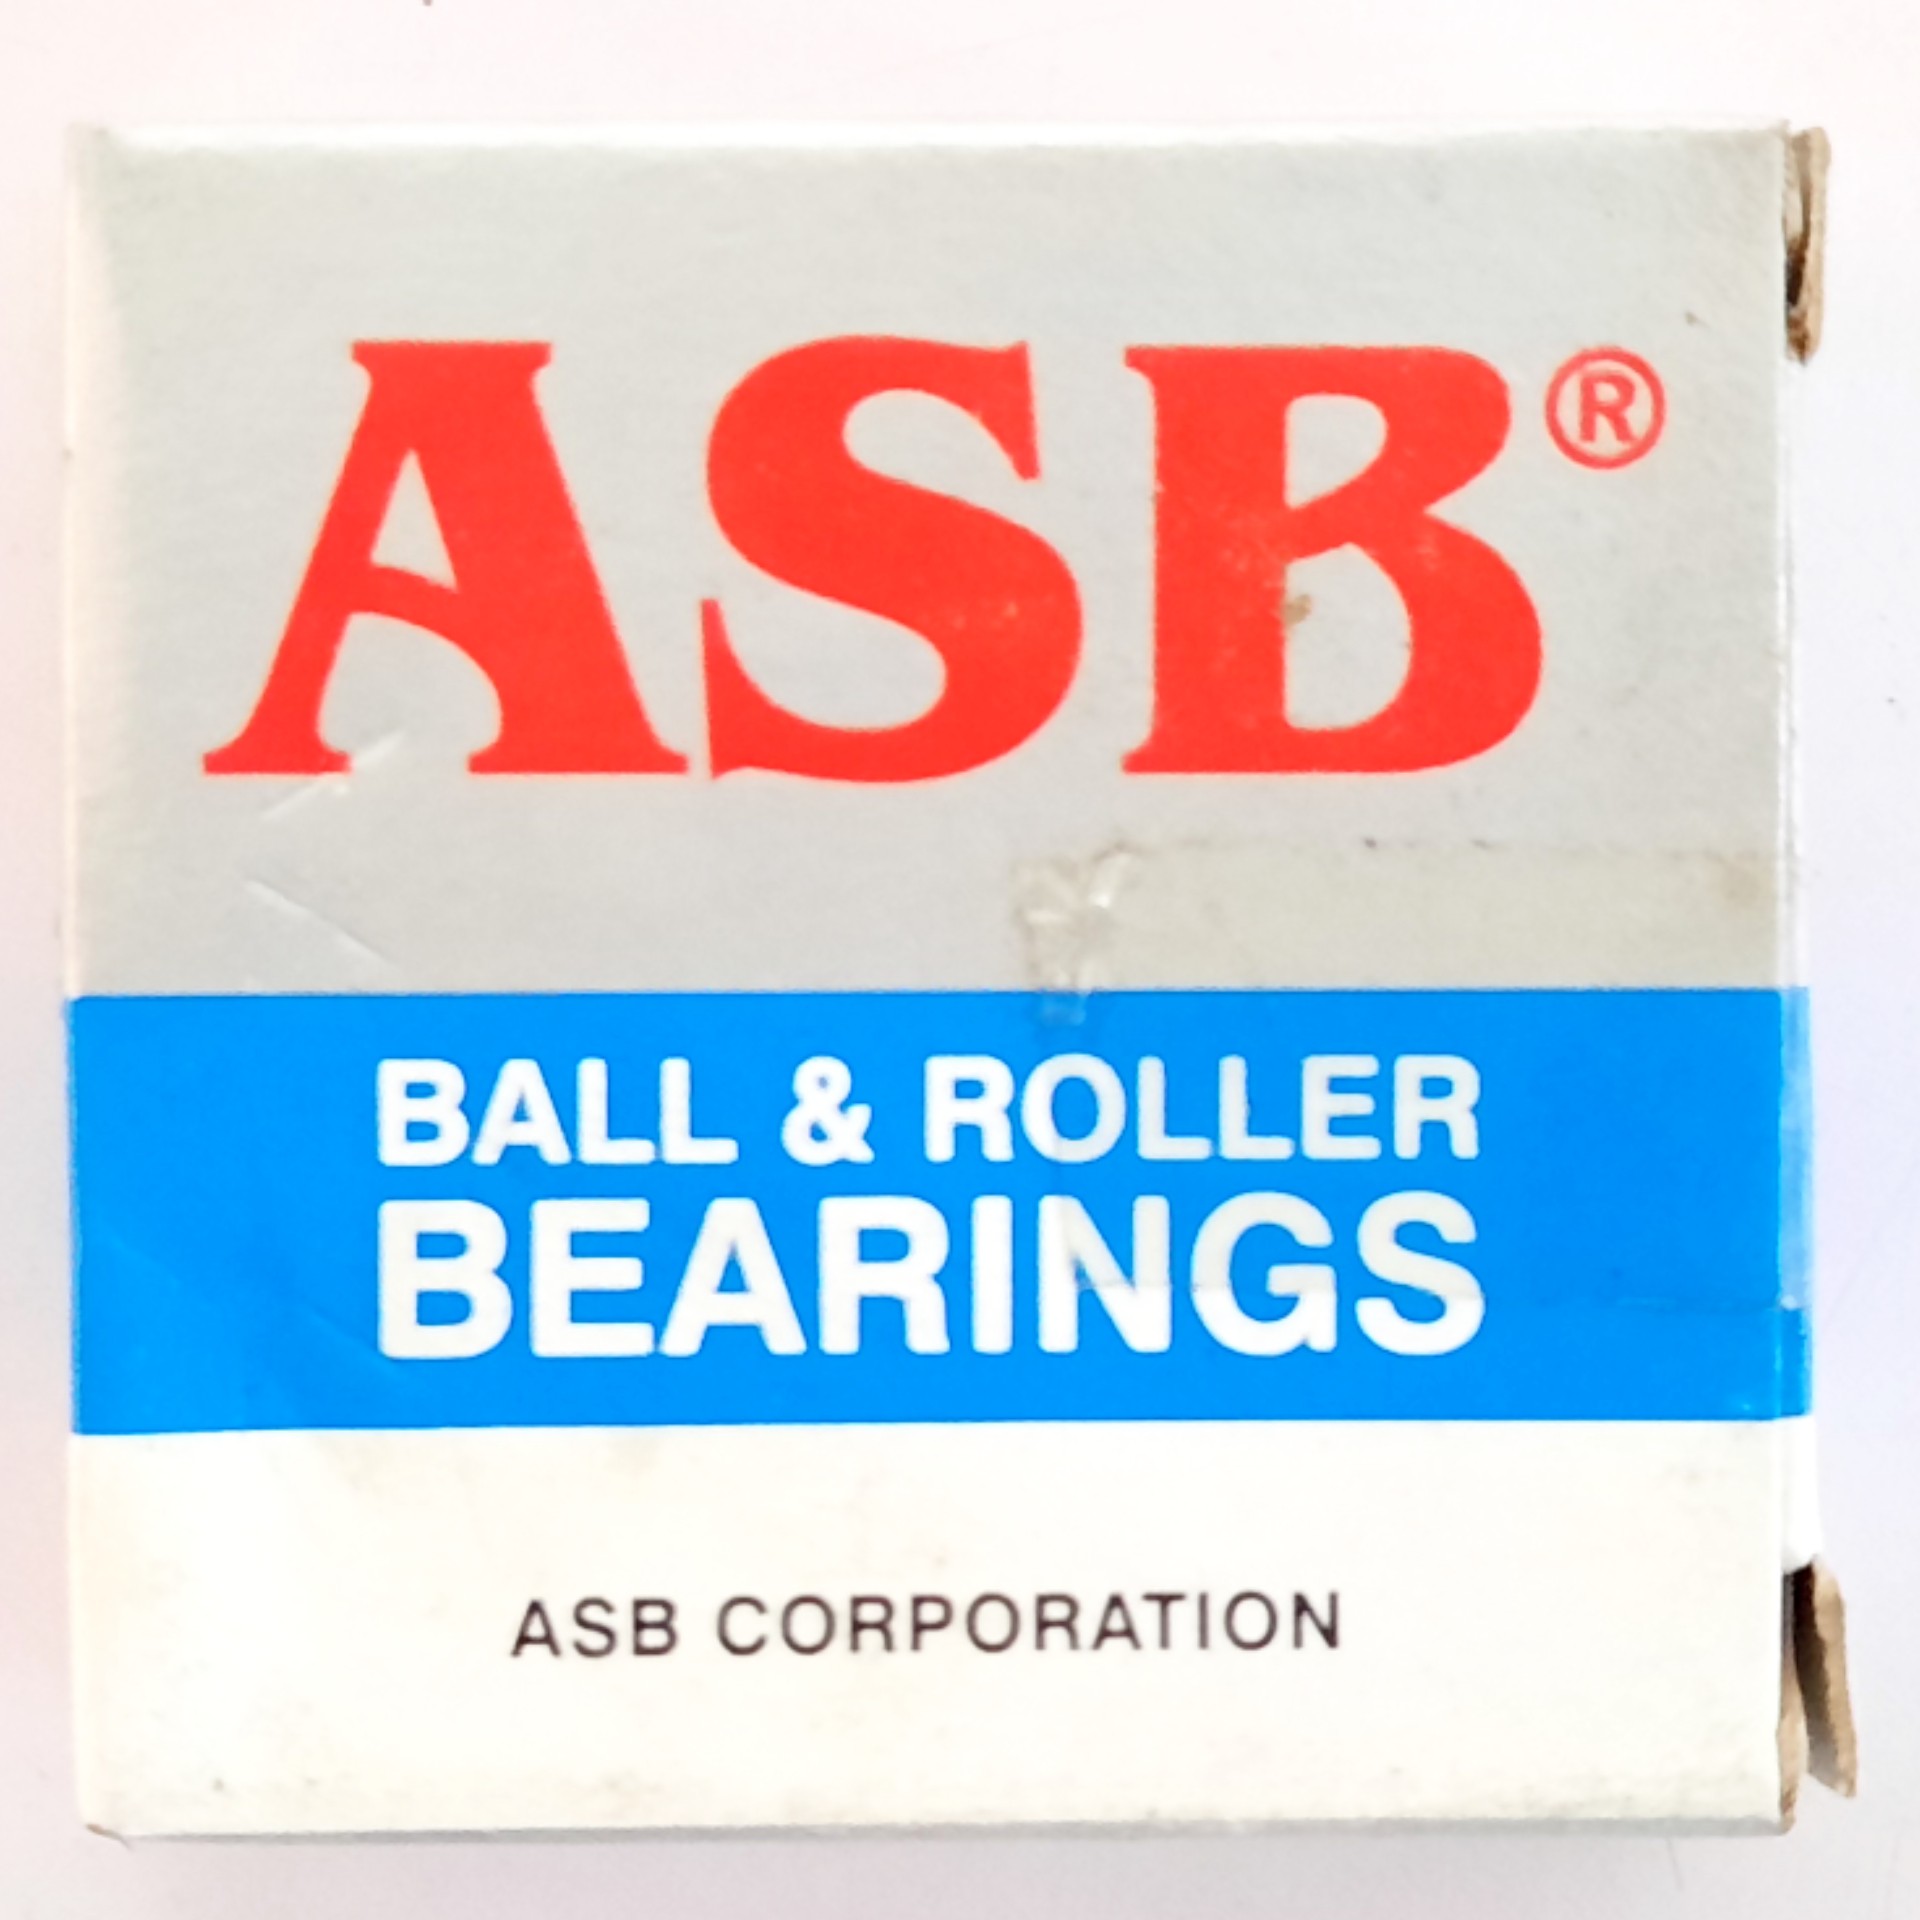 ASB®
BALL & ROLLER
BEARINGS
ASB CORPORATION